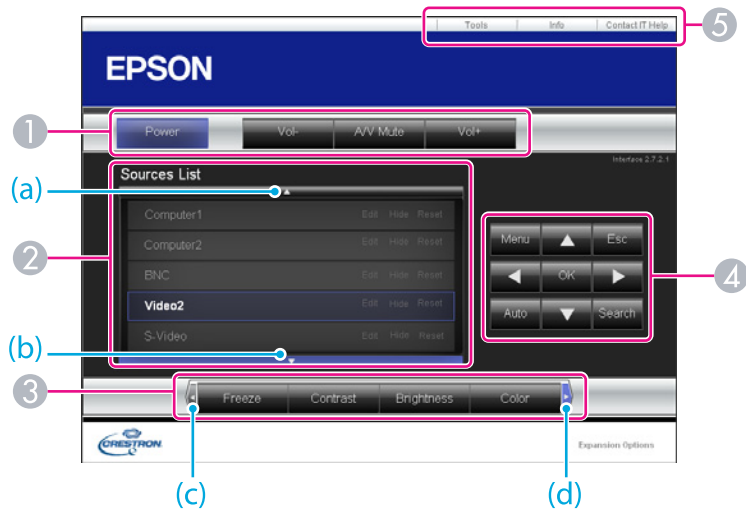 Tools Info Contact IT Help 5
EPSON
1 Power Vol- A/V Mute Vol+
Interface 2.7.2.1
Sources List
(a)
Computer1 Edit Hide Reset
Computer2 Edit Hide Reset
BNC Edit Hide Reset
Video2 Edit Hide Reset
S-Video Edit Hide Reset
2
(b)
Menu Esc
OK
Auto Search
4
3 Freeze Contrast Brightness Color
CRESTRON Expansion Options
(c) (d)